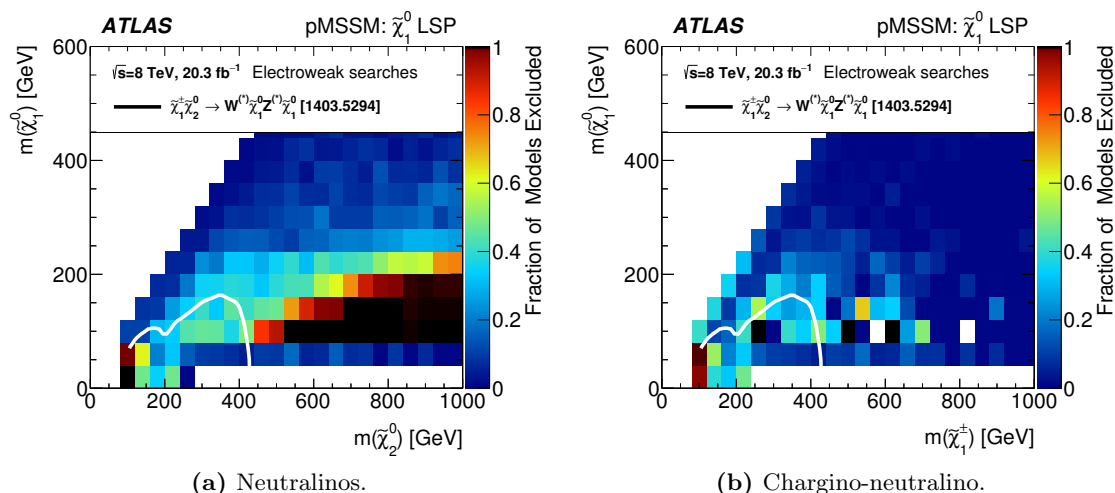 ATLAS pMSSM: χ̃₁⁰ LSP
√s=8 TeV, 20.3 fb⁻¹ Electroweak searches
χ̃₁±χ̃₂⁰ → W(*)χ̃₁⁰Z(*)χ̃₁⁰ [1403.5294]
m(χ̃₁⁰) [GeV]
600
400
200
0
0 200 400 600 800 1000
m(χ̃₂⁰) [GeV]
Fraction of Models Excluded
1
0.8
0.6
0.4
0.2
0
(a) Neutralinos.
ATLAS pMSSM: χ̃₁⁰ LSP
√s=8 TeV, 20.3 fb⁻¹ Electroweak searches
χ̃₁±χ̃₂⁰ → W(*)χ̃₁⁰Z(*)χ̃₁⁰ [1403.5294]
m(χ̃₁⁰) [GeV]
600
400
200
0
0 200 400 600 800 1000
m(χ̃₁±) [GeV]
Fraction of Models Excluded
1
0.8
0.6
0.4
0.2
0
(b) Chargino-neutralino.